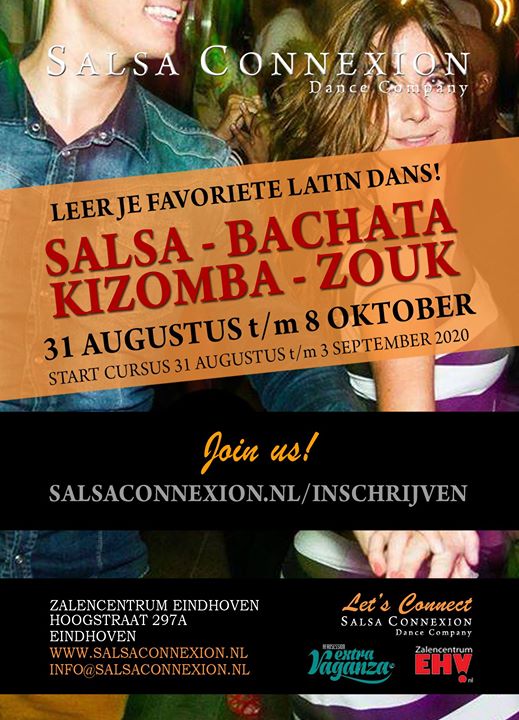 SALSA CONNEXION
Dance Company
LEER JE FAVORIETE LATIN DANS!
SALSA - BACHATA
KIZOMBA - ZOUK
31 AUGUSTUS t/m 8 OKTOBER
START CURSUS 31 AUGUSTUS t/m 3 SEPTEMBER 2020
Join us!
SALSACONNEXION.NL/INSCHRIJVEN
ZALENCENTRUM EINDHOVEN
HOOGSTRAAT 297A
EINDHOVEN
WWW.SALSACONNEXION.NL
INFO@SALSACONNEXION.NL
Let's Connect
SALSA CONNEXION
Dance Company
extra
Vaganza
Zalencentrum
EHV!
.nl